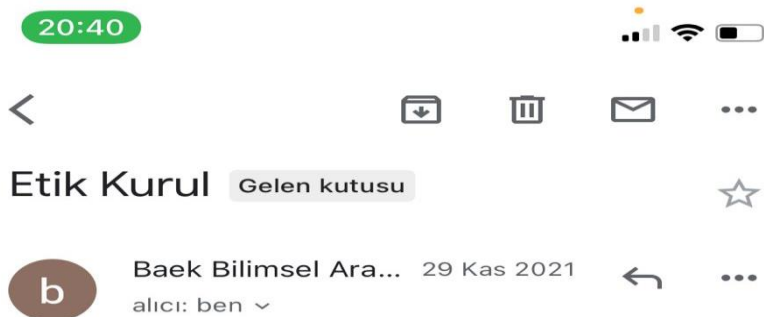 20:40
Etik Kurul Gelen kutusu
b Baek Bilimsel Ara... 29 Kas 2021
alıcı: ben